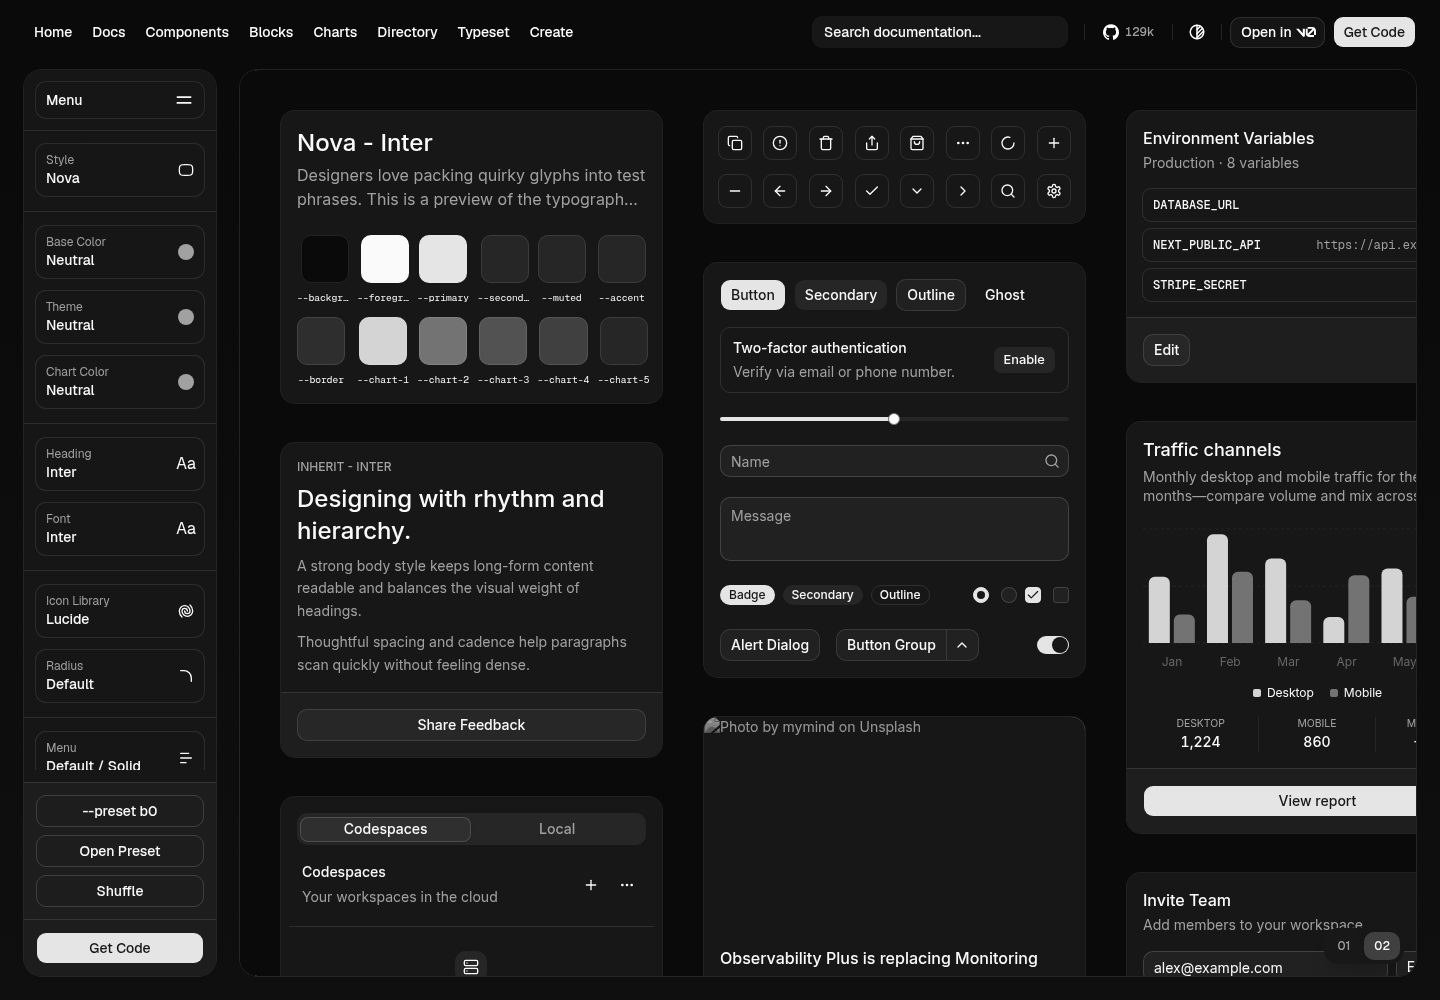 Home Docs Components Blocks Charts Directory Typeset Create
Search documentation...
129k
Open in v0
Get Code
Menu
Style
Nova
Base Color
Neutral
Theme
Neutral
Chart Color
Neutral
Heading
Inter
Aa
Font
Inter
Aa
Icon Library
Lucide
Radius
Default
Menu
Default / Solid
--preset b0
Open Preset
Shuffle
Get Code
Nova - Inter
Designers love packing quirky glyphs into test
phrases. This is a preview of the typograph...
--backgr… --foregr… --primary --second… --muted --accent
--border --chart-1 --chart-2 --chart-3 --chart-4 --chart-5
INHERIT - INTER
Designing with rhythm and
hierarchy.
A strong body style keeps long-form content
readable and balances the visual weight of
headings.
Thoughtful spacing and cadence help paragraphs
scan quickly without feeling dense.
Share Feedback
Codespaces Local
Codespaces
Your workspaces in the cloud
Button Secondary Outline Ghost
Two-factor authentication
Verify via email or phone number.
Enable
Name
Message
Badge Secondary Outline
Alert Dialog Button Group
Photo by mymind on Unsplash
Observability Plus is replacing Monitoring
Environment Variables
Production · 8 variables
DATABASE_URL
NEXT_PUBLIC_API https://api.ex
STRIPE_SECRET
Edit
Traffic channels
Monthly desktop and mobile traffic for the
months—compare volume and mix across
Jan Feb Mar Apr May
Desktop Mobile
DESKTOP MOBILE M
1,224 860
View report
Invite Team
Add members to your workspace
alex@example.com
01 02